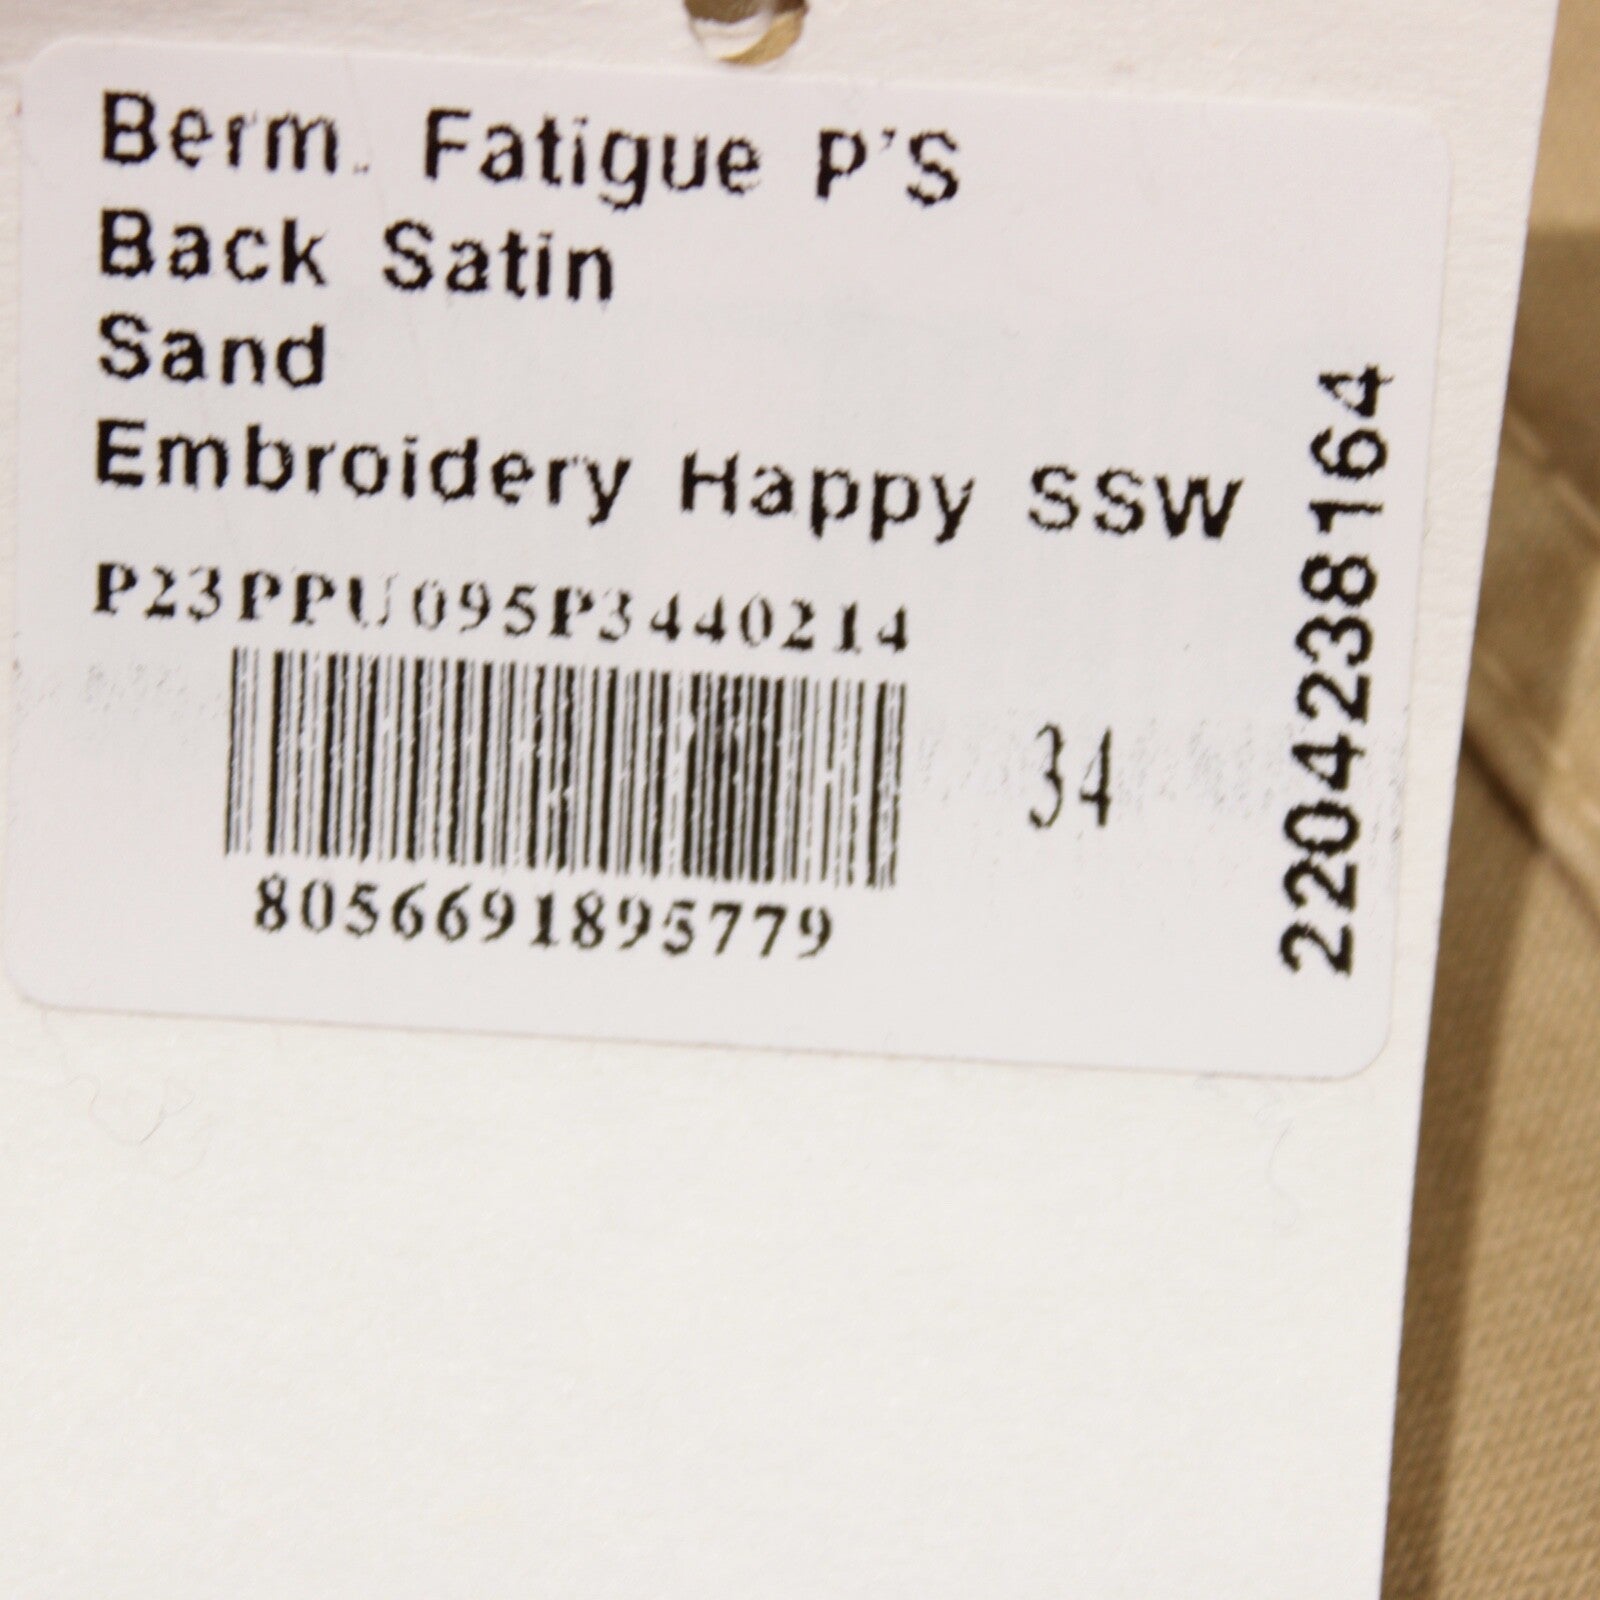 Berm. Fatigue P'S
Back Satin
Sand
Embroidery Happy SSW
P23PPU095P3440214
34
8056691895779
2204238164